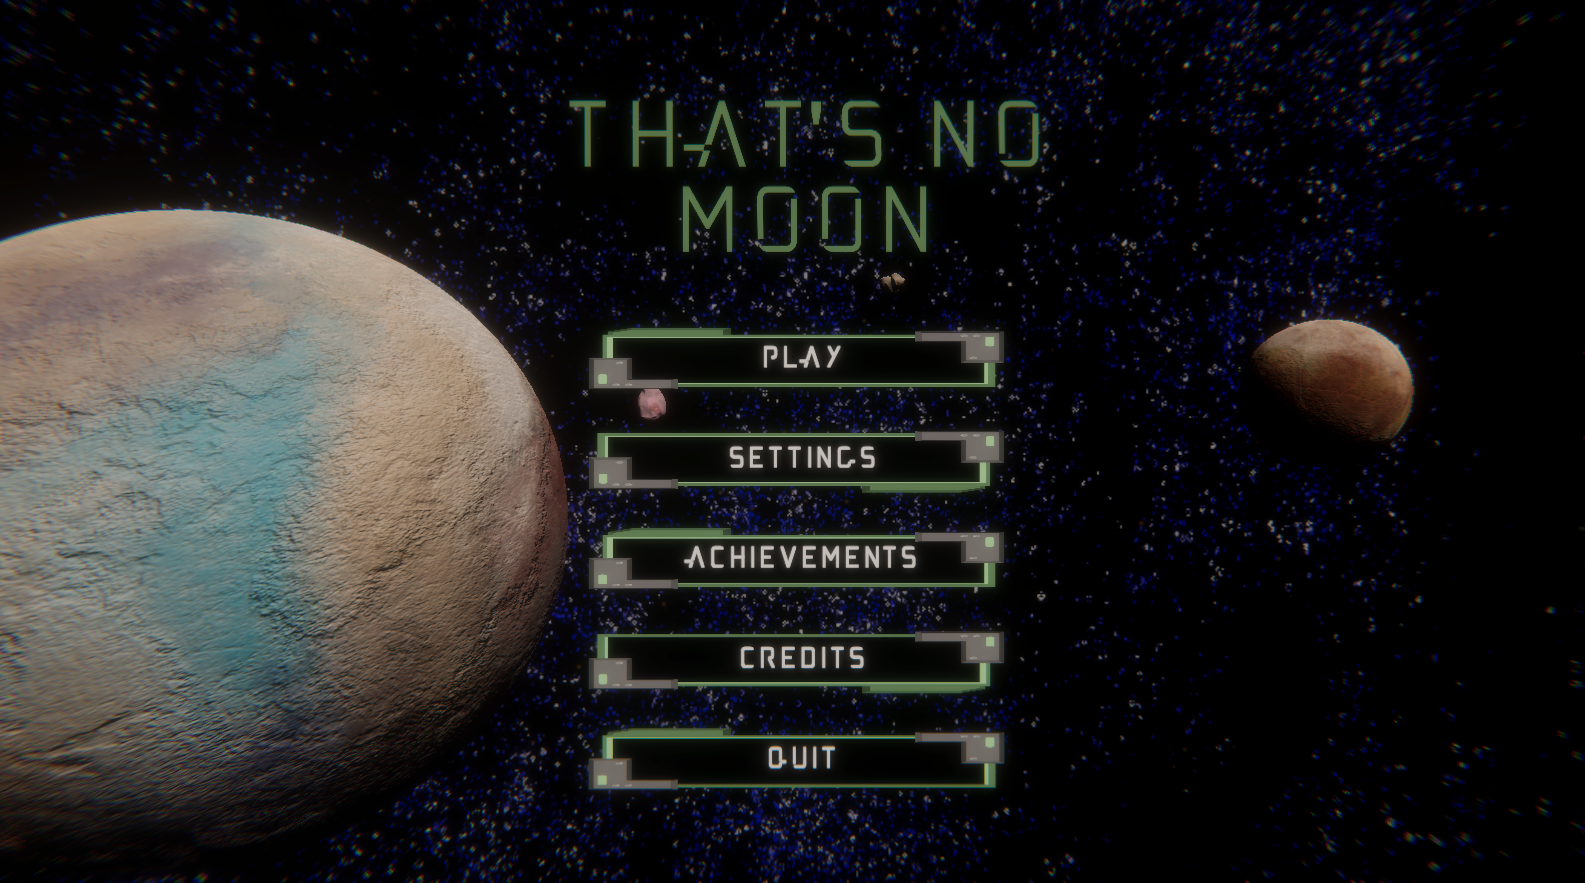 THAT'S NO
MOON
PLAY
SETTINGS
ACHIEVEMENTS
CREDITS
QUIT